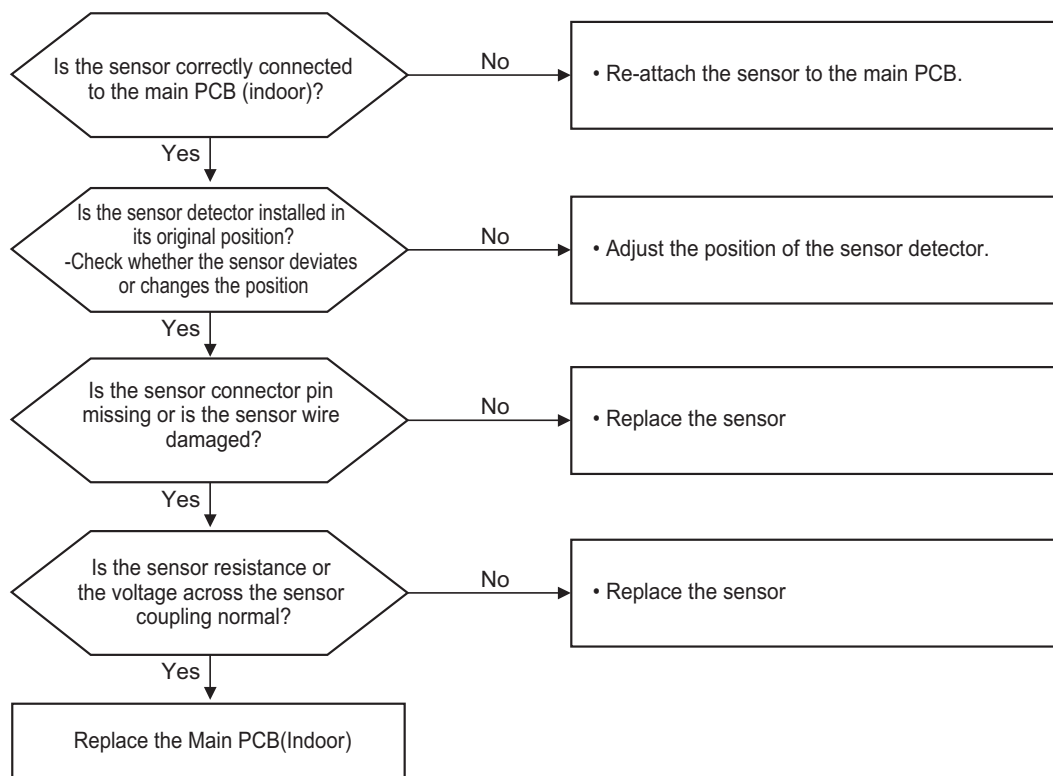 Is the sensor correctly connected
to the main PCB (indoor)?
No
• Re-attach the sensor to the main PCB.
Yes
Is the sensor detector installed in
its original position?
-Check whether the sensor deviates
or changes the position
No
• Adjust the position of the sensor detector.
Yes
Is the sensor connector pin
missing or is the sensor wire
damaged?
No
• Replace the sensor
Yes
Is the sensor resistance or
the voltage across the sensor
coupling normal?
No
• Replace the sensor
Yes
Replace the Main PCB(Indoor)